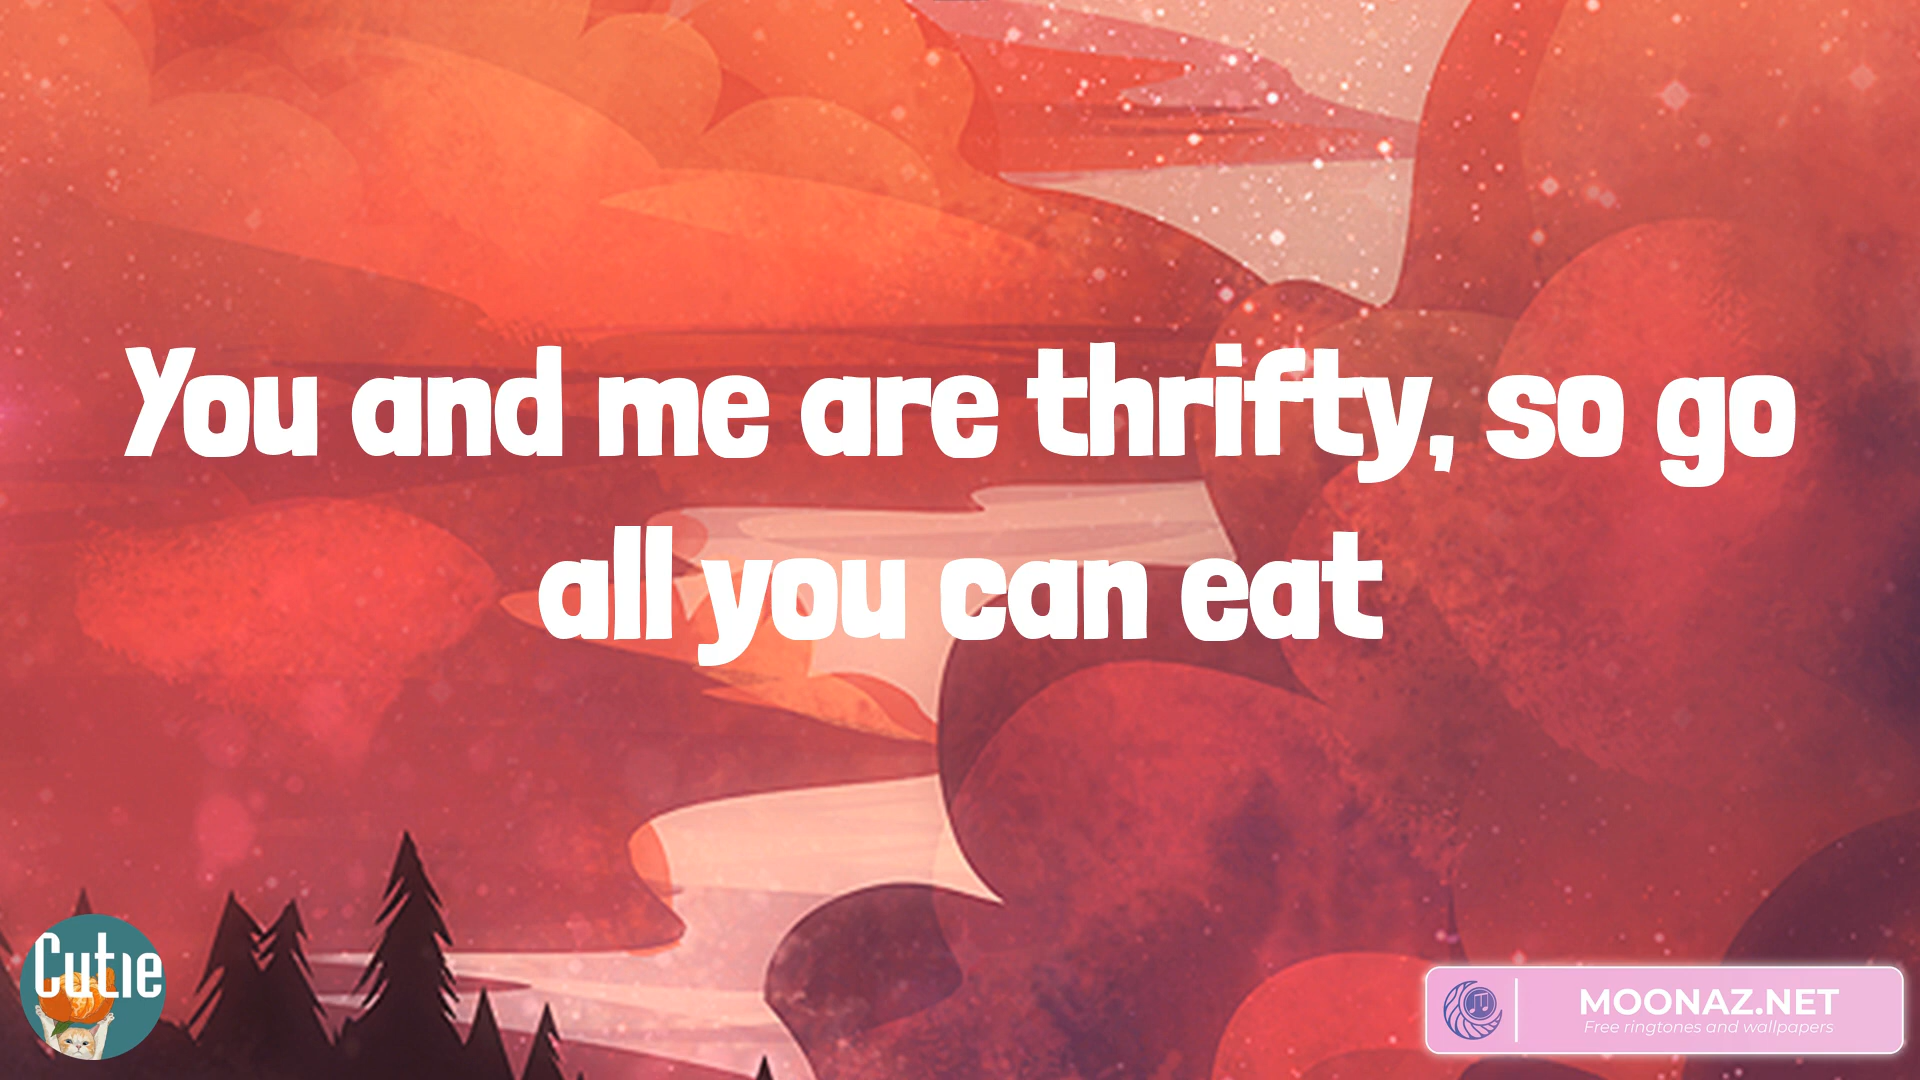 You and me are thrifty, so go
all you can eat
Cutie
MOONAZ.NET
Free ringtones and wallpapers